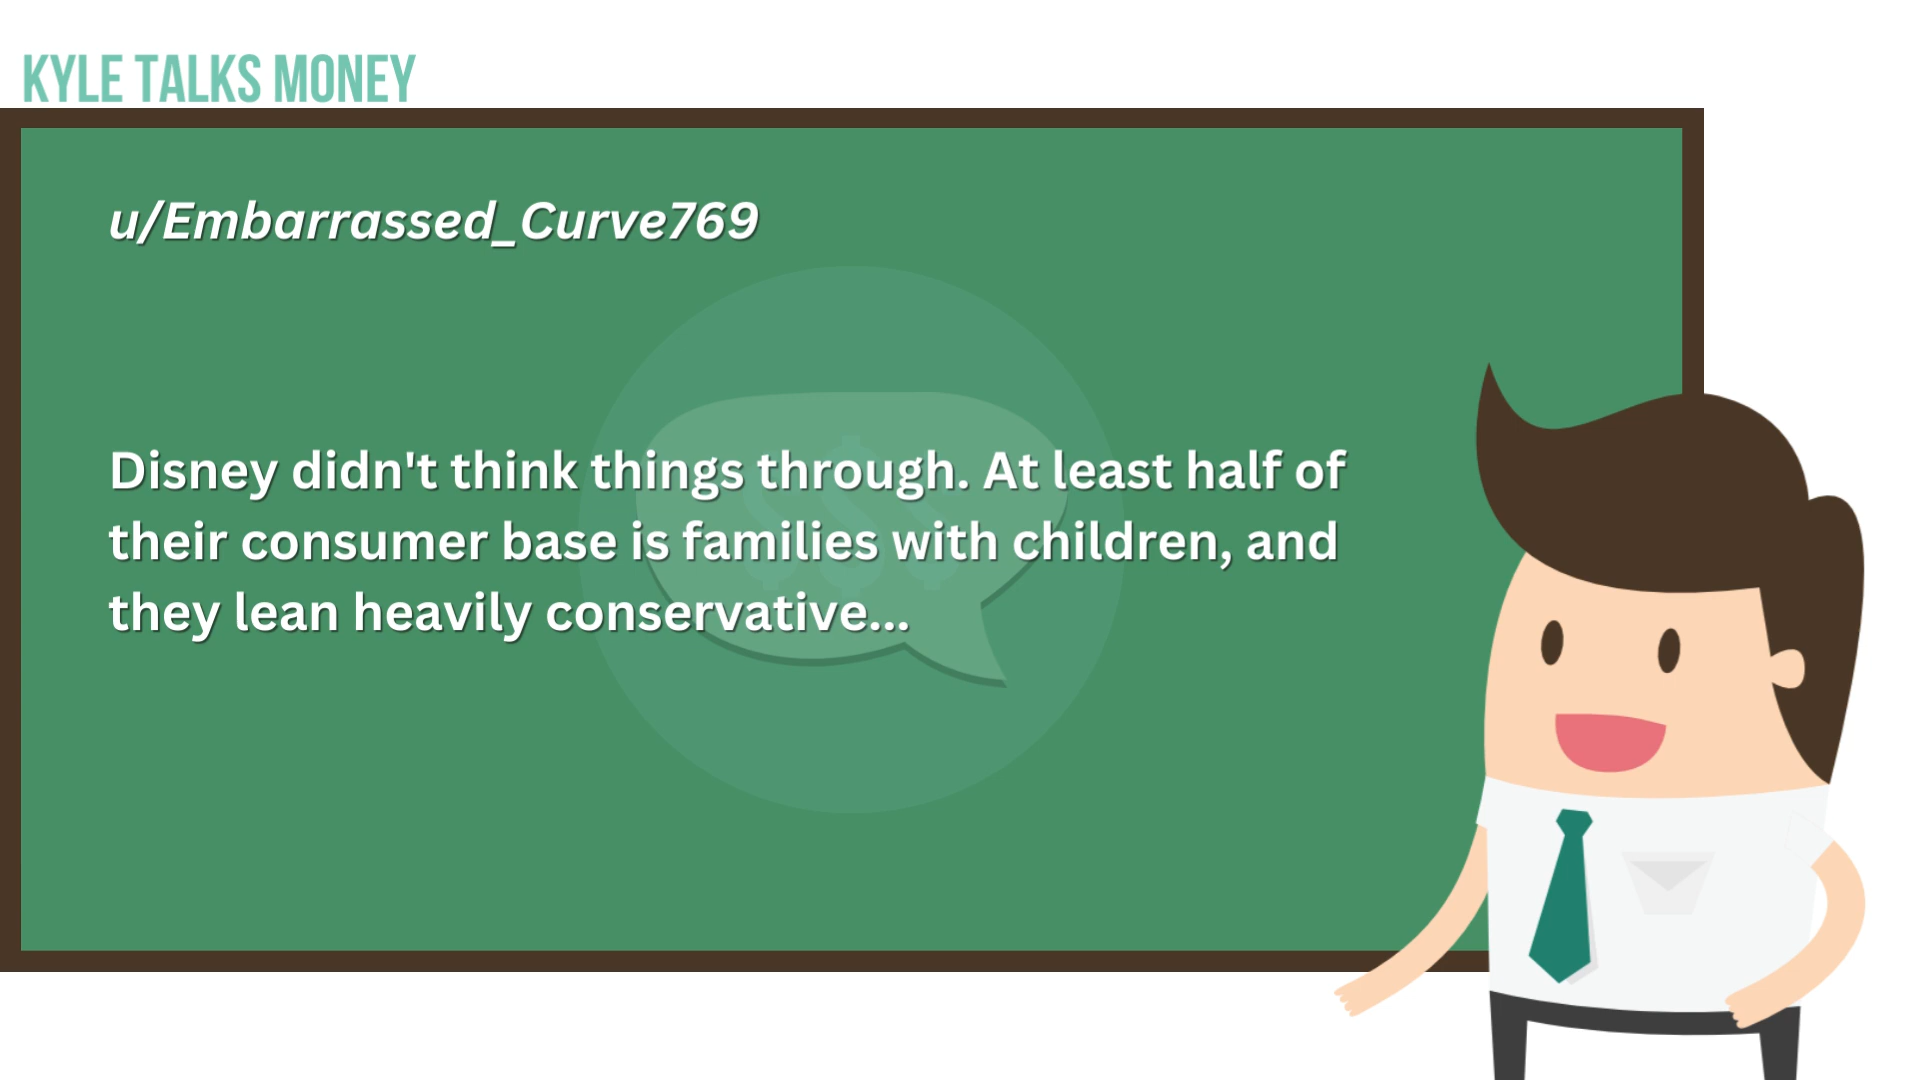 KYLE TALKS MONEY
u/Embarrassed_Curve769
Disney didn't think things through. At least half of
their consumer base is families with children, and
they lean heavily conservative...
$$$